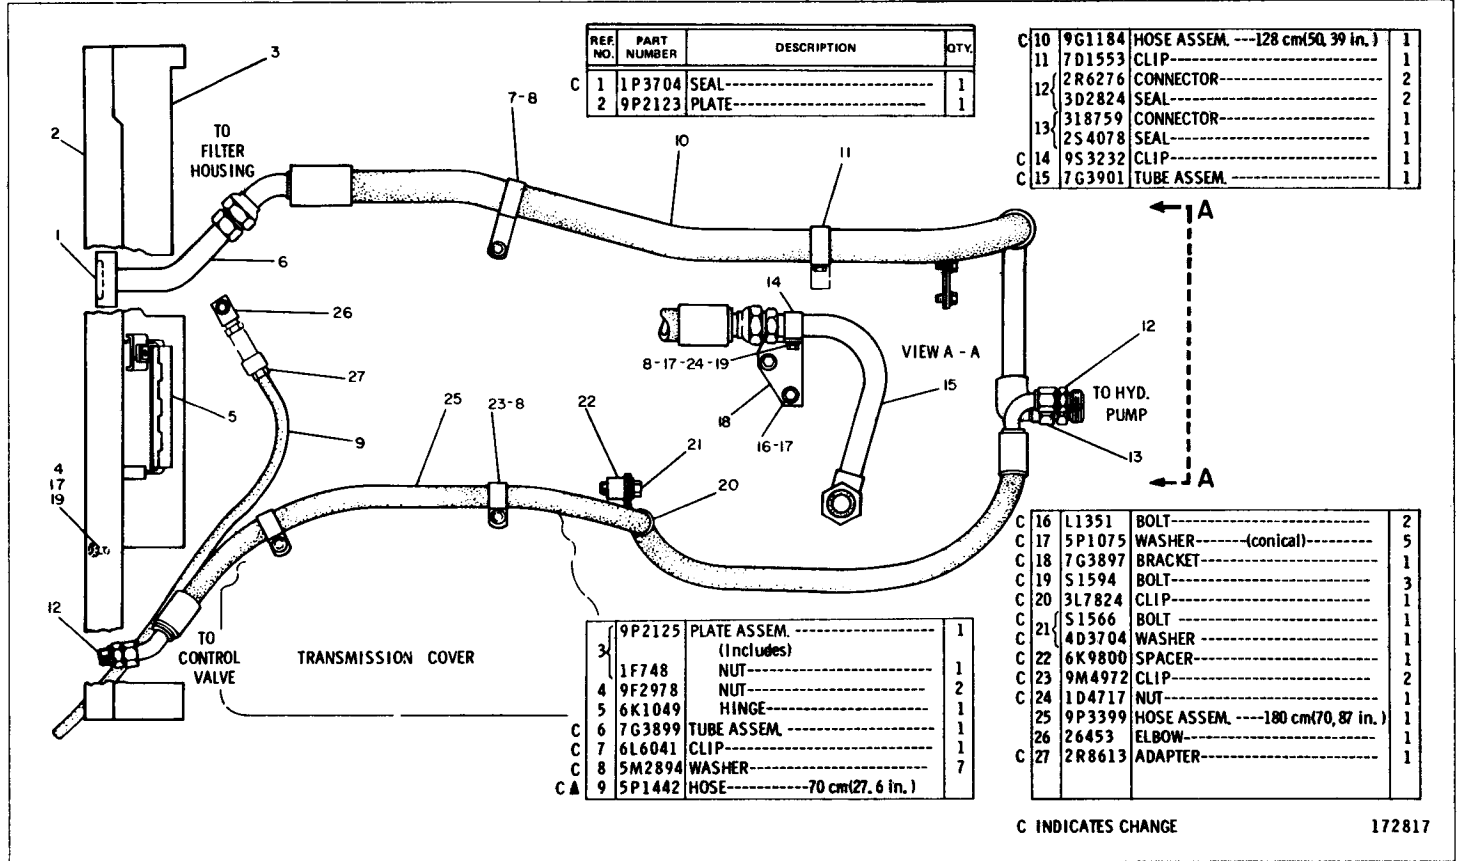 REF. NO. PART NUMBER DESCRIPTION QTY.
C 1 1P3704 SEAL 1
2 9P2123 PLATE 1
3{ 9P2125 PLATE ASSEM. 1
(Includes)
1F748 NUT 1
4 9F2978 NUT 2
5 6K1049 HINGE 1
C 6 7G3899 TUBE ASSEM. 1
C 7 6L6041 CLIP 1
C 8 5M2894 WASHER 7
C ▲ 9 5P1442 HOSE-----------70 cm(27.6 in.)
C 10 9G1184 HOSE ASSEM. ---128 cm(50,39 in.) 1
11 7D1553 CLIP 1
12{ 2R6276 CONNECTOR 2
3D2824 SEAL 2
13{ 318759 CONNECTOR 1
2S4078 SEAL 1
C 14 9S3232 CLIP 1
C 15 7G3901 TUBE ASSEM. 1
C 16 L1351 BOLT 2
C 17 5P1075 WASHER-------(conical)--------- 5
C 18 7G3897 BRACKET 1
C 19 S1594 BOLT 3
C 20 3L7824 CLIP 1
C 21{ S1566 BOLT 1
C 4D3704 WASHER 1
C 22 6K9800 SPACER 1
C 23 9M4972 CLIP 2
C 24 1D4717 NUT 1
25 9P3399 HOSE ASSEM. ----180 cm(70,87 in.) 1
26 26453 ELBOW 1
C 27 2R8613 ADAPTER 1
C INDICATES CHANGE
172817
3
2
TO
FILTER
HOUSING
7-8
10
11
1
6
26
27
5
9
25
23-8
22
21
20
14
8-17-24-19
18
16-17
15
VIEW A - A
A
A
12
TO HYD.
PUMP
13
4
17
19
12
TO
CONTROL
VALVE
TRANSMISSION COVER